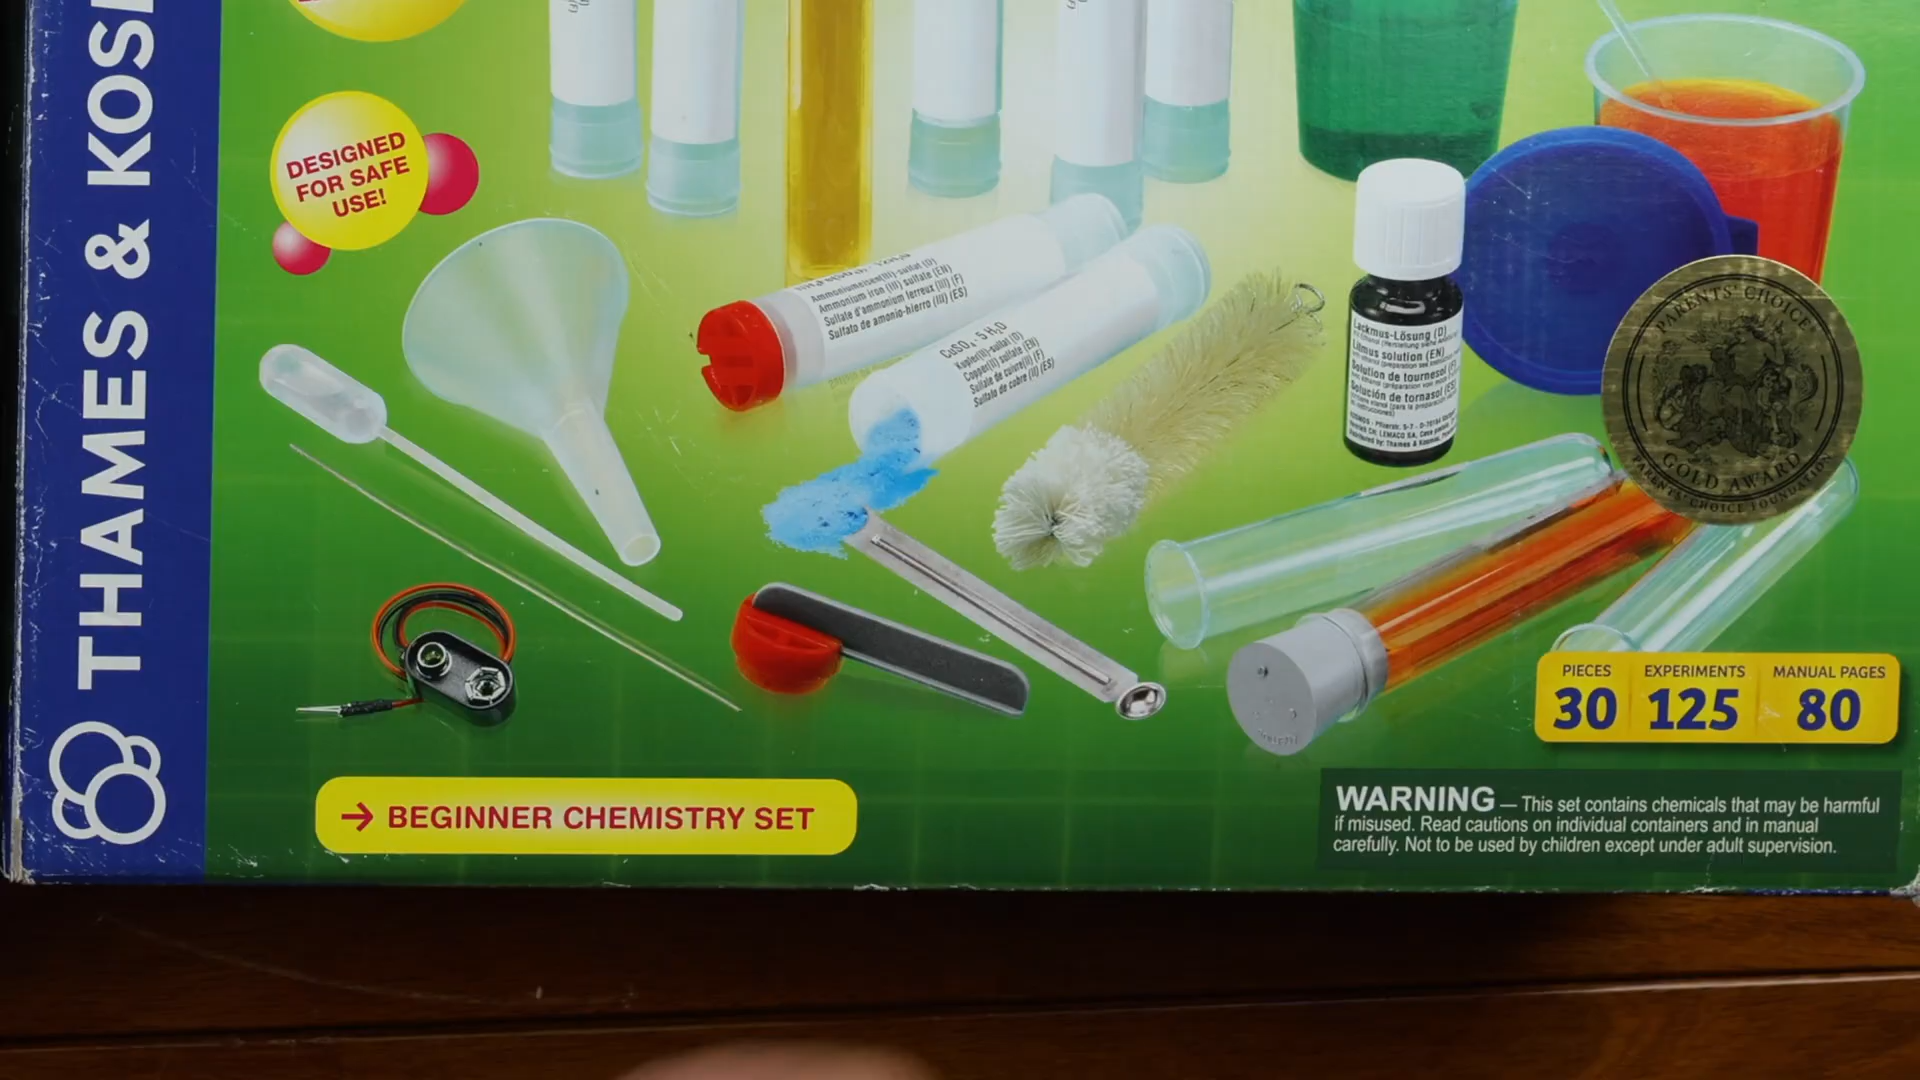 THAMES & KOS
DESIGNED
FOR SAFE
USE!
Ammoniumeisen(III)-sulfat (D)
Ammonium iron (III) sulfate (EN)
Sulfate d'ammonium ferreux (III) (F)
Sulfato de amonio-hierro (III) (ES)
CuSO₄ · 5 H₂O
Kupfer(II)-sulfat (D)
Copper(II) sulfate (EN)
Sulfate de cuivre(II) (F)
Sulfato de cobre (II) (ES)
Lackmus-Lösung (D)
Litmus solution (EN)
Solution de tournesol (F)
Solución de tornasol (ES)
PARENTS' CHOICE
GOLD AWARD
PARENTS' CHOICE FOUNDATION
PIECES
30
EXPERIMENTS
125
MANUAL PAGES
80
→ BEGINNER CHEMISTRY SET
WARNING — This set contains chemicals that may be harmful
if misused. Read cautions on individual containers and in manual
carefully. Not to be used by children except under adult supervision.